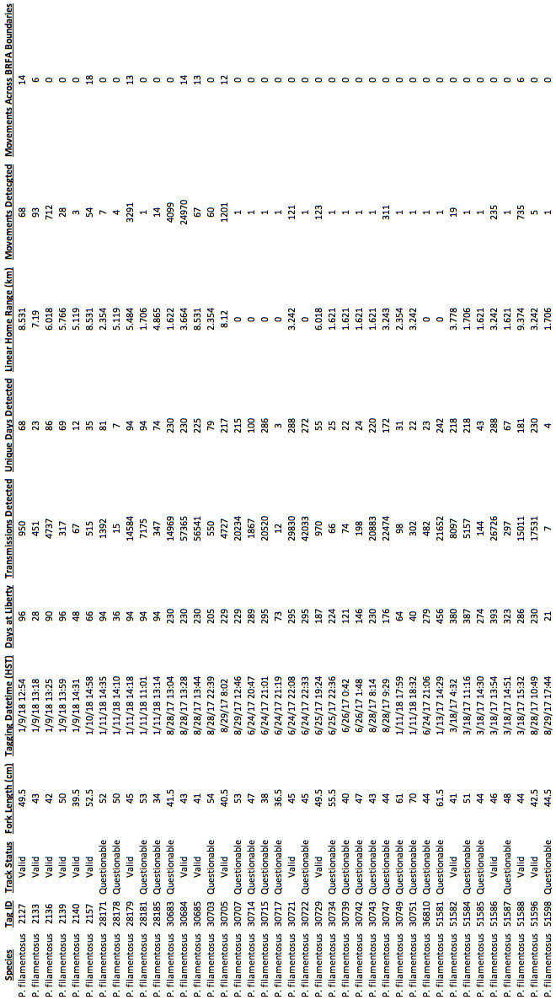 Species Tag ID Track Status Fork Length (cm) Tagging Datetime (HST) Days at Liberty Transmissions Detected Unique Days Detected Linear Home Range (km) Movements Detecgted Movements Across BRFA Boundaries
P. filamentosus 2127 Valid 49.5 1/9/18 12:54 96 950 68 8.531 68 14
P. filamentosus 2133 Valid 43 1/9/18 13:18 28 451 23 7.19 93 6
P. filamentosus 2136 Valid 42 1/9/18 13:25 90 4737 86 6.018 712 0
P. filamentosus 2139 Valid 50 1/9/18 13:59 96 317 69 5.766 28 0
P. filamentosus 2140 Valid 39.5 1/9/18 14:31 48 67 12 5.119 3 0
P. filamentosus 2157 Valid 52.5 1/10/18 14:58 66 515 35 8.531 54 18
P. filamentosus 28171 Questionable 52 1/11/18 14:35 94 1392 81 2.354 7 0
P. filamentosus 28178 Questionable 50 1/11/18 14:10 36 15 7 5.119 4 0
P. filamentosus 28179 Valid 45 1/11/18 14:18 94 14584 94 5.484 3291 13
P. filamentosus 28181 Questionable 53 1/11/18 11:01 94 7175 94 1.706 1 0
P. filamentosus 28185 Questionable 34 1/11/18 13:14 94 347 74 4.865 14 0
P. filamentosus 30683 Questionable 41.5 8/28/17 13:04 230 14969 230 1.622 4099 0
P. filamentosus 30684 Valid 43 8/28/17 13:28 230 57365 230 3.664 24970 14
P. filamentosus 30685 Valid 41 8/28/17 13:44 230 56541 225 8.531 67 13
P. filamentosus 30703 Questionable 54 8/28/17 22:39 205 550 79 2.354 60 0
P. filamentosus 30705 Valid 40.5 8/29/17 8:02 229 4727 217 8.12 1201 12
P. filamentosus 30707 Questionable 53 8/29/17 12:46 229 20234 215 0 1 0
P. filamentosus 30714 Questionable 47 6/24/17 20:47 289 1867 100 0 1 0
P. filamentosus 30715 Questionable 38 6/24/17 21:01 295 20520 286 0 1 0
P. filamentosus 30717 Questionable 36.5 6/24/17 21:19 73 12 3 0 1 0
P. filamentosus 30721 Valid 45 6/24/17 22:08 295 29830 288 3.242 121 0
P. filamentosus 30722 Questionable 45 6/24/17 22:33 295 42033 272 0 1 0
P. filamentosus 30729 Valid 49.5 6/25/17 19:24 187 970 55 6.018 123 0
P. filamentosus 30734 Questionable 55.5 6/25/17 22:36 224 66 25 1.621 1 0
P. filamentosus 30739 Questionable 40 6/26/17 0:42 121 74 22 1.621 1 0
P. filamentosus 30742 Questionable 47 6/26/17 1:48 146 198 24 1.621 1 0
P. filamentosus 30743 Questionable 43 8/28/17 8:14 230 20883 220 1.621 1 0
P. filamentosus 30747 Questionable 44 8/28/17 9:29 176 22474 172 3.243 311 0
P. filamentosus 30749 Questionable 61 1/11/18 17:59 64 98 31 2.354 1 0
P. filamentosus 30751 Questionable 70 1/11/18 18:32 40 302 22 3.242 1 0
P. filamentosus 36810 Questionable 44 6/24/17 21:06 279 482 23 0 1 0
P. filamentosus 51581 Questionable 61.5 1/13/17 14:29 456 21652 242 0 1 0
P. filamentosus 51582 Valid 41 3/18/17 4:32 380 8097 218 3.778 19 0
P. filamentosus 51584 Questionable 51 3/18/17 11:16 387 5157 218 1.706 1 0
P. filamentosus 51585 Questionable 44 3/18/17 14:30 274 144 43 1.621 1 0
P. filamentosus 51586 Valid 46 3/18/17 13:54 393 26726 288 3.242 235 0
P. filamentosus 51587 Questionable 48 3/18/17 14:51 323 297 67 1.621 1 0
P. filamentosus 51588 Valid 44 3/18/17 15:32 286 15011 181 9.374 735 6
P. filamentosus 51596 Valid 42.5 8/28/17 10:49 230 17531 230 3.242 5 0
P. filamentosus 51598 Questionable 44.5 8/29/17 17:44 21 7 4 1.706 1 0